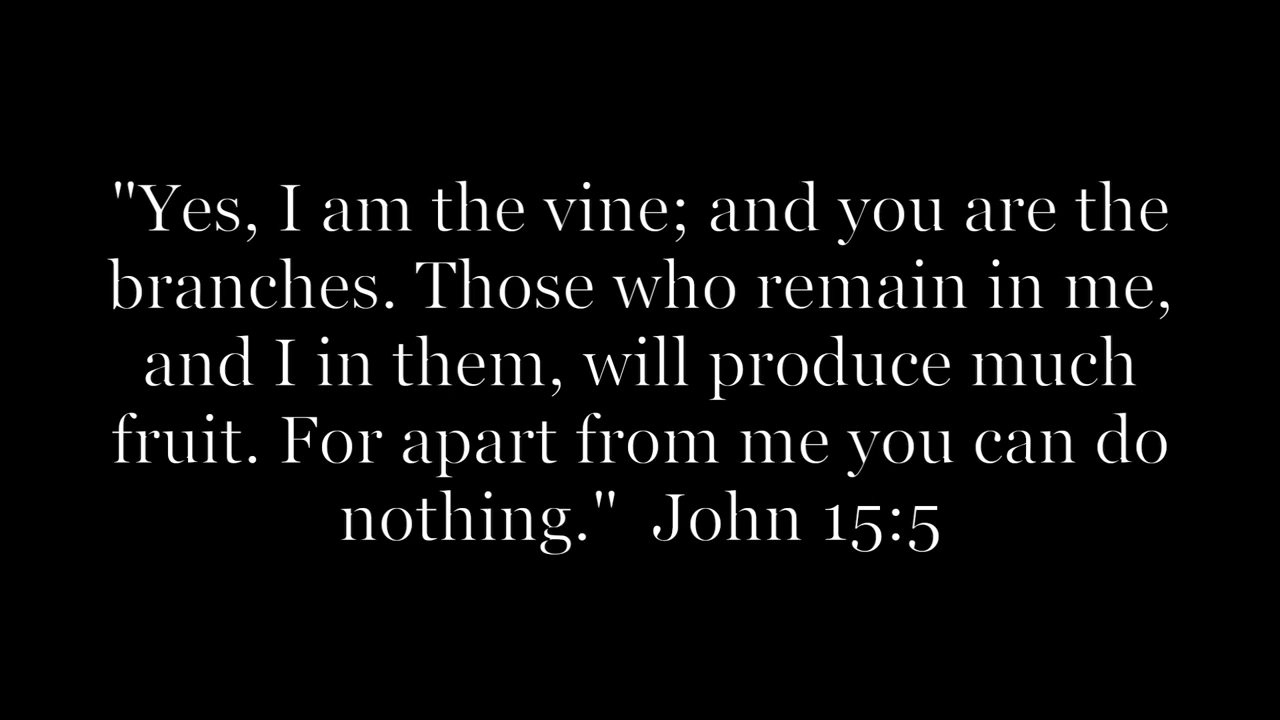 "Yes, I am the vine; and you are the
branches. Those who remain in me,
and I in them, will produce much
fruit. For apart from me you can do
nothing."  John 15:5